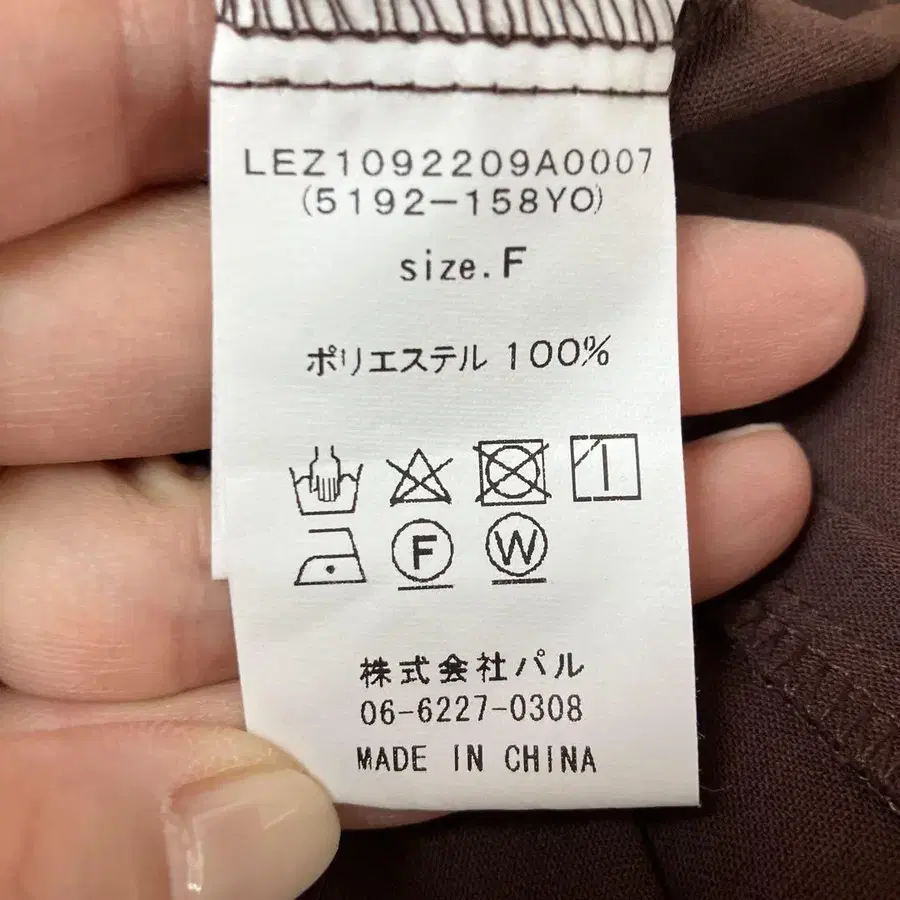 LEZ1092209A0007
(5192-158YO)
size.F
ポリエステル 100%
F W
株式会社パル
06-6227-0308
MADE IN CHINA